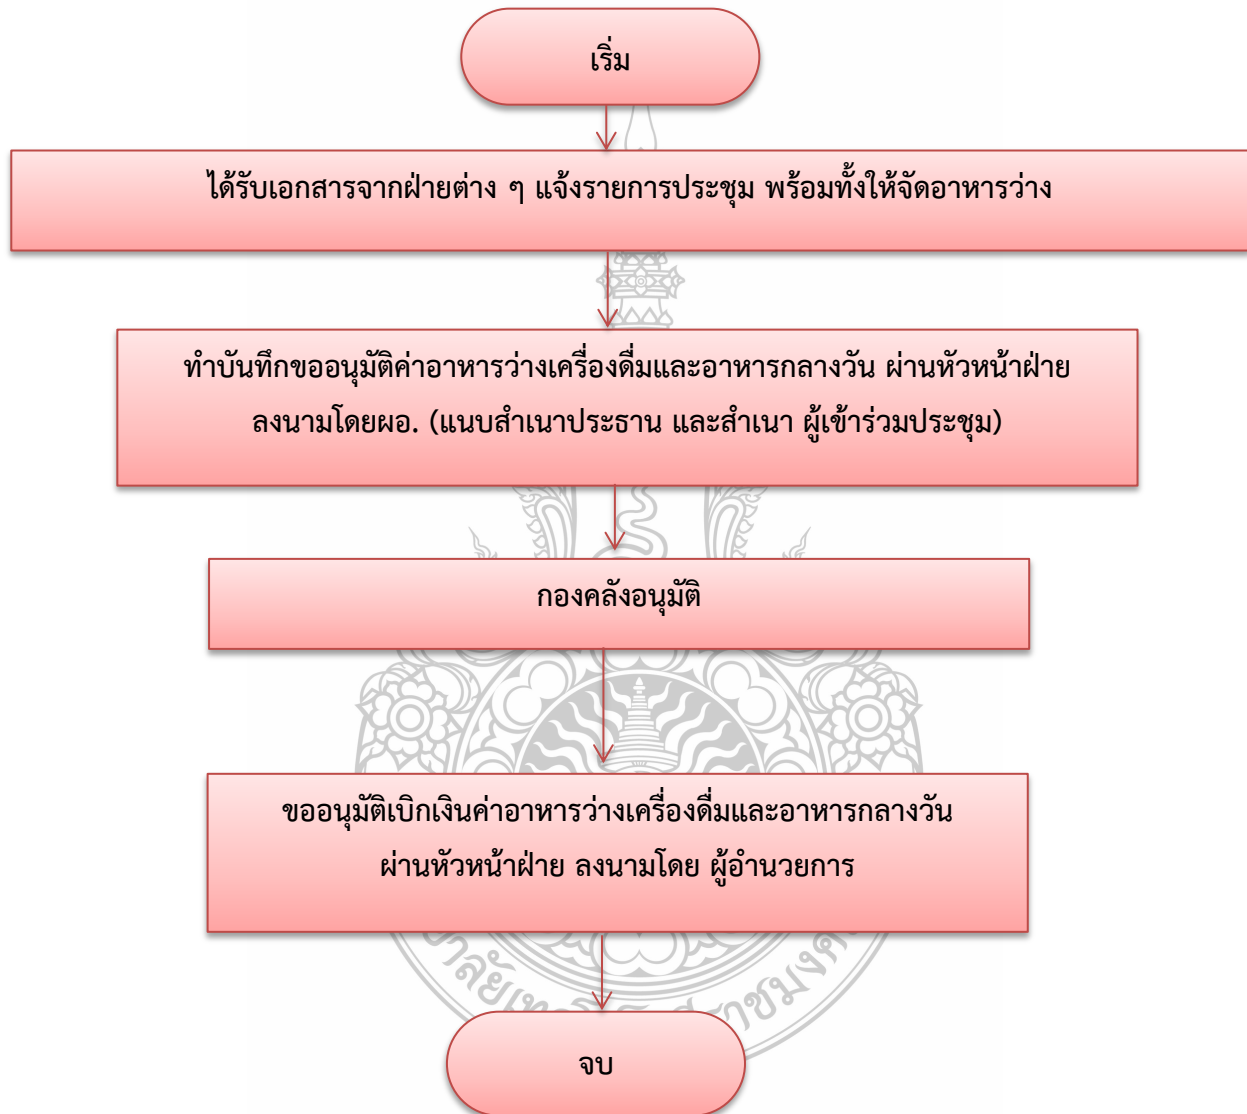 เริ่ม
ได้รับเอกสารจากฝ่ายต่าง ๆ แจ้งรายการประชุม พร้อมทั้งให้จัดอาหารว่าง
ทำบันทึกขออนุมัติค่าอาหารว่างเครื่องดื่มและอาหารกลางวัน ผ่านหัวหน้าฝ่าย
ลงนามโดยผอ. (แนบสำเนาประธาน และสำเนา ผู้เข้าร่วมประชุม)
กองคลังอนุมัติ
ขออนุมัติเบิกเงินค่าอาหารว่างเครื่องดื่มและอาหารกลางวัน
ผ่านหัวหน้าฝ่าย ลงนามโดย ผู้อำนวยการ
จบ